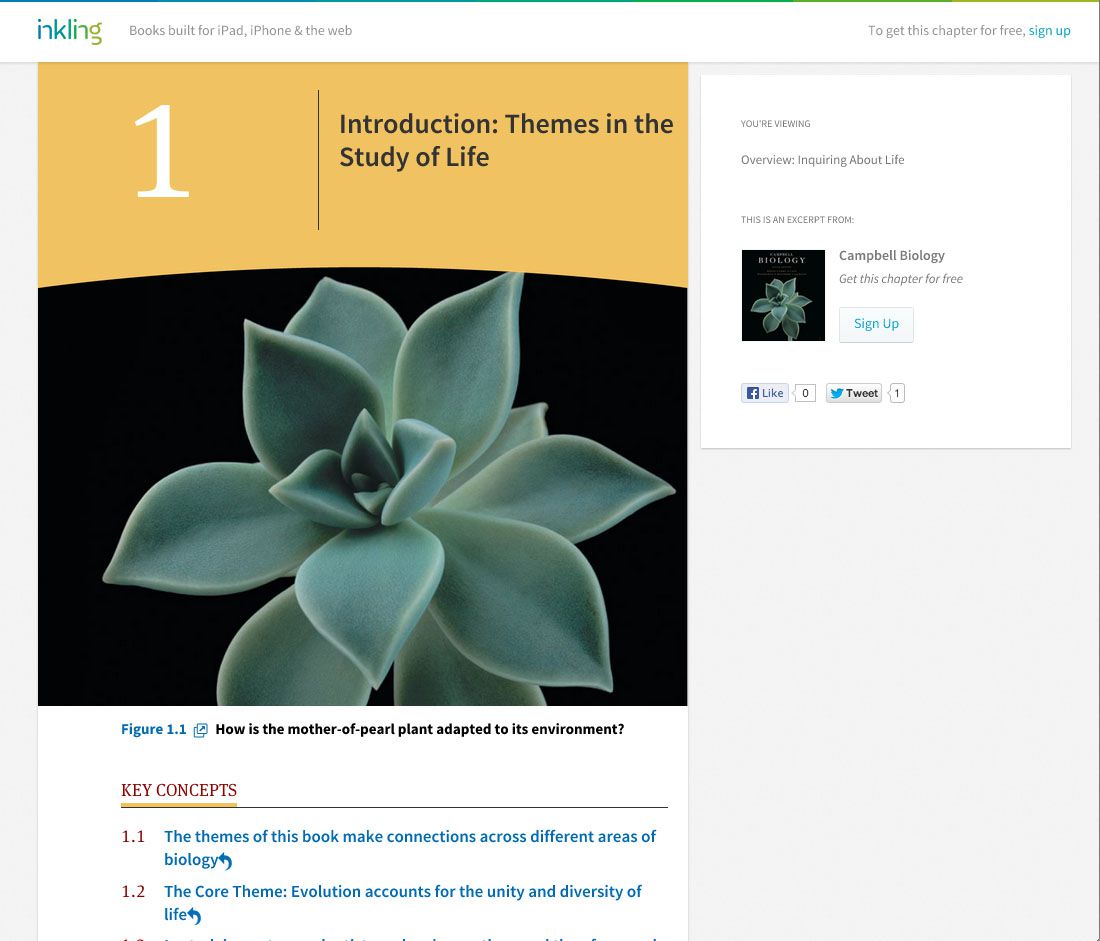 inkling
Books built for iPad, iPhone & the web
To get this chapter for free, sign up
1
Introduction: Themes in the
Study of Life
Figure 1.1 How is the mother-of-pearl plant adapted to its environment?
KEY CONCEPTS
1.1 The themes of this book make connections across different areas of
biology
1.2 The Core Theme: Evolution accounts for the unity and diversity of
life
YOU'RE VIEWING
Overview: Inquiring About Life
THIS IS AN EXCERPT FROM:
CAMPBELL
BIOLOGY
Campbell Biology
Get this chapter for free
Sign Up
Like 0 Tweet 1